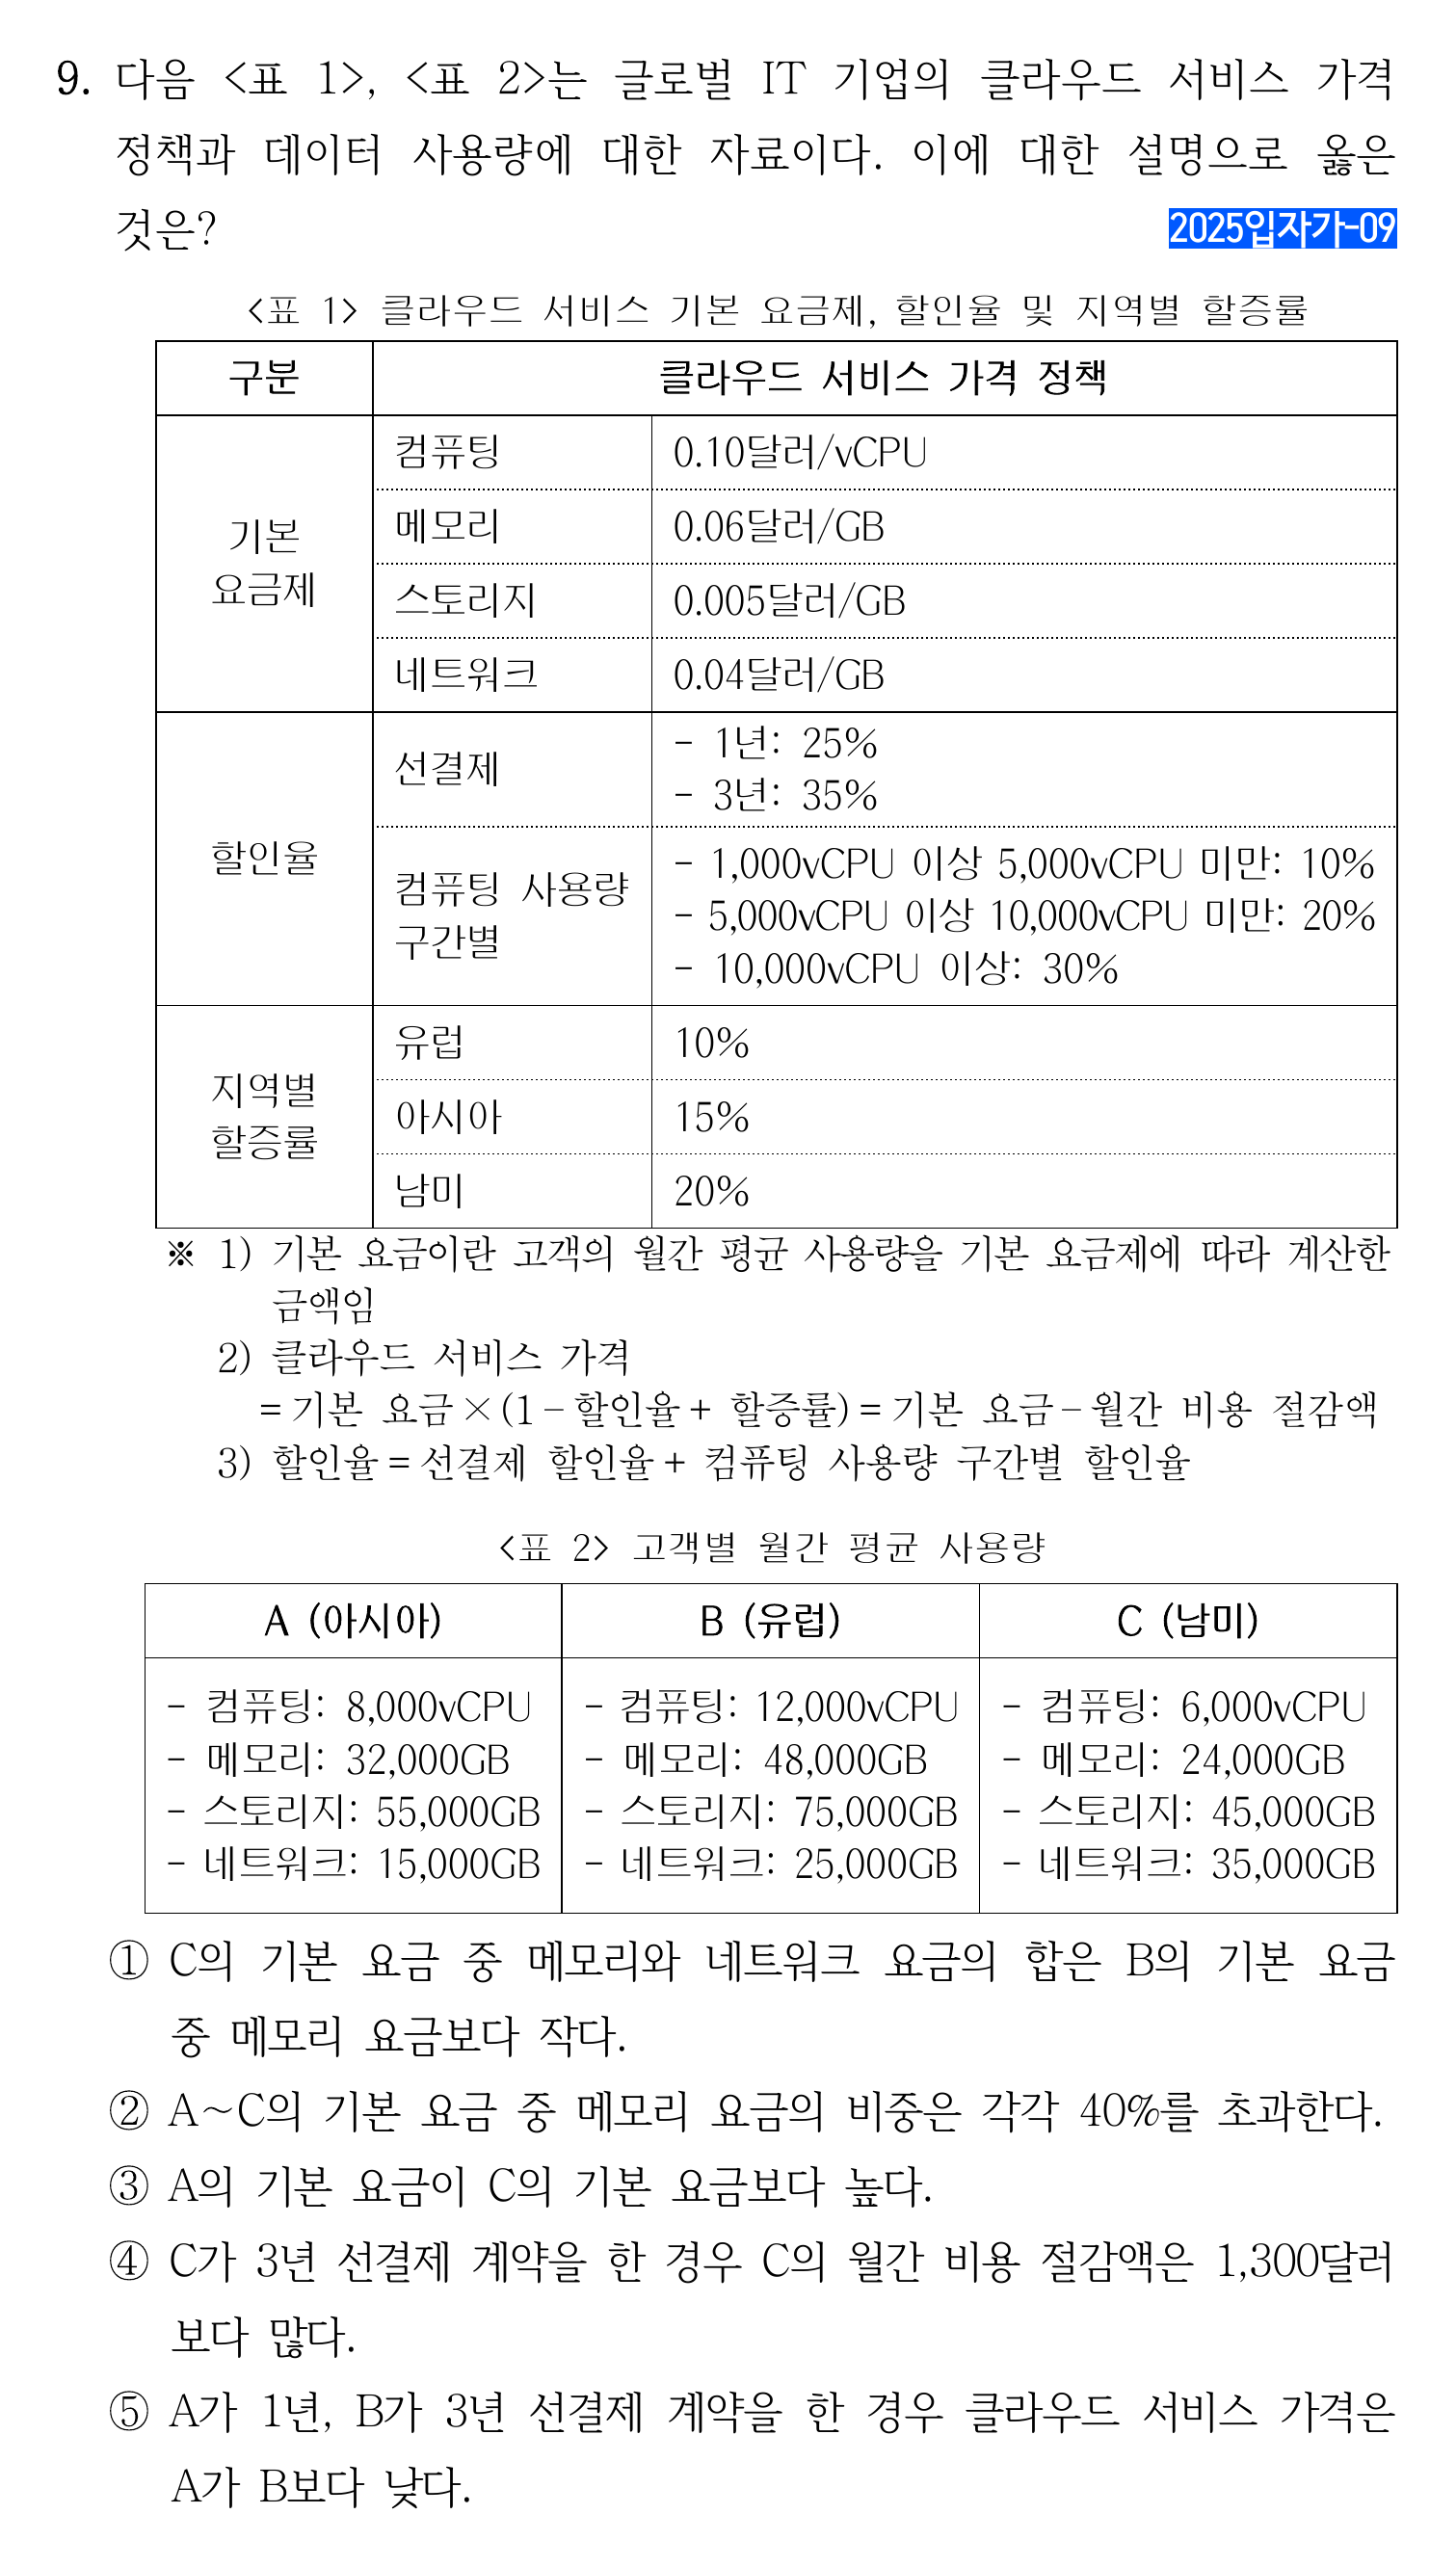 9. 다음 <표 1>, <표 2>는 글로벌 IT 기업의 클라우드 서비스 가격
정책과 데이터 사용량에 대한 자료이다. 이에 대한 설명으로 옳은
것은? 2025입자가-09
<표 1> 클라우드 서비스 기본 요금제, 할인율 및 지역별 할증률
구분 클라우드 서비스 가격 정책
기본 요금제
컴퓨팅 0.10달러/vCPU
메모리 0.06달러/GB
스토리지 0.005달러/GB
네트워크 0.04달러/GB
할인율
선결제
- 1년: 25%
- 3년: 35%
컴퓨팅 사용량
구간별
- 1,000vCPU 이상 5,000vCPU 미만: 10%
- 5,000vCPU 이상 10,000vCPU 미만: 20%
- 10,000vCPU 이상: 30%
지역별
할증률
유럽 10%
아시아 15%
남미 20%
※ 1) 기본 요금이란 고객의 월간 평균 사용량을 기본 요금제에 따라 계산한
금액임
2) 클라우드 서비스 가격
=기본 요금×(1-할인율+ 할증률)=기본 요금-월간 비용 절감액
3) 할인율=선결제 할인율+ 컴퓨팅 사용량 구간별 할인율
<표 2> 고객별 월간 평균 사용량
A (아시아) B (유럽) C (남미)
- 컴퓨팅: 8,000vCPU - 컴퓨팅: 12,000vCPU - 컴퓨팅: 6,000vCPU
- 메모리: 32,000GB - 메모리: 48,000GB - 메모리: 24,000GB
- 스토리지: 55,000GB - 스토리지: 75,000GB - 스토리지: 45,000GB
- 네트워크: 15,000GB - 네트워크: 25,000GB - 네트워크: 35,000GB
① C의 기본 요금 중 메모리와 네트워크 요금의 합은 B의 기본 요금
중 메모리 요금보다 작다.
② A~C의 기본 요금 중 메모리 요금의 비중은 각각 40%를 초과한다.
③ A의 기본 요금이 C의 기본 요금보다 높다.
④ C가 3년 선결제 계약을 한 경우 C의 월간 비용 절감액은 1,300달러
보다 많다.
⑤ A가 1년, B가 3년 선결제 계약을 한 경우 클라우드 서비스 가격은
A가 B보다 낮다.